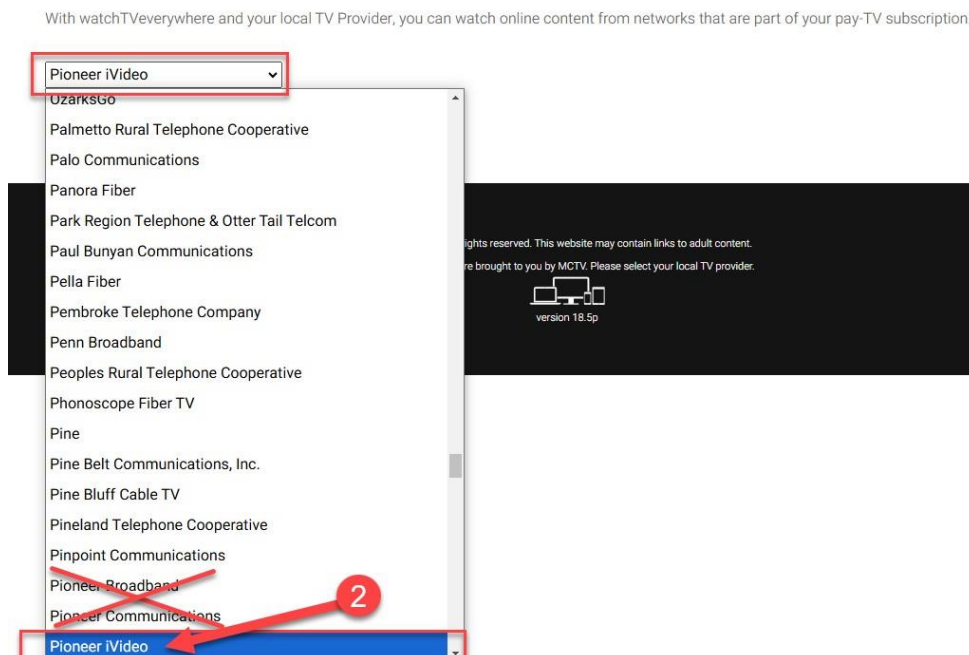 With watchTVeverywhere and your local TV Provider, you can watch online content from networks that are part of your pay-TV subscription
Pioneer iVideo
OzarksGo
Palmetto Rural Telephone Cooperative
Palo Communications
Panora Fiber
Park Region Telephone & Otter Tail Telcom
ights reserved. This website may contain links to adult content.
Paul Bunyan Communications
re brought to you by MCTV. Please select your local TV provider.
Pella Fiber
Pembroke Telephone Company
version 18.5p
Penn Broadband
Peoples Rural Telephone Cooperative
Phonoscope Fiber TV
Pine
Pine Belt Communications, Inc.
Pine Bluff Cable TV
Pineland Telephone Cooperative
Pinpoint Communications
Pioneer Broadband
2
Pioneer Communications
Pioneer iVideo